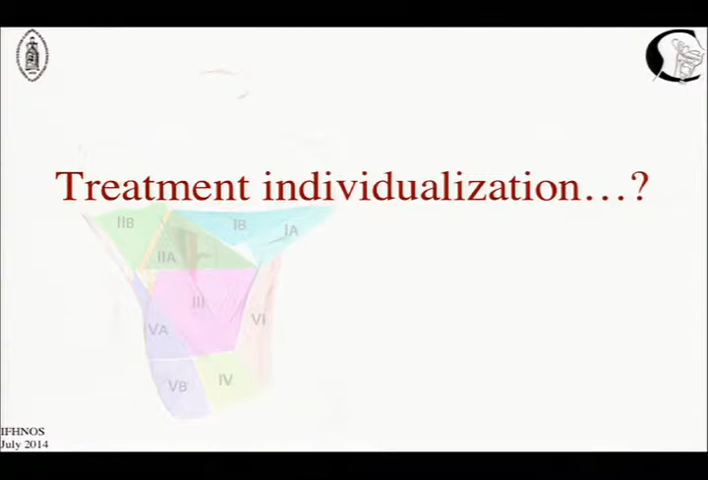 Treatment individualization…?
IIB
IB
IA
IIA
III
VI
VA
IV
VB
IFHNOS
July 2014